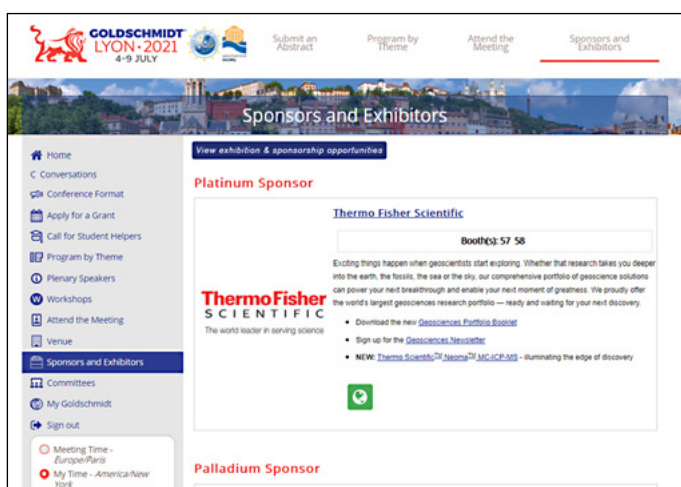 GOLDSCHMIDT
LYON · 2021
4-9 JULY
Submit an
Abstract
Program by
Theme
Attend the
Meeting
Sponsors and
Exhibitors
Sponsors and Exhibitors
Home
C Conversations
Conference Format
Apply for a Grant
Call for Student Helpers
Program by Theme
Plenary Speakers
Workshops
Attend the Meeting
Venue
Sponsors and Exhibitors
Committees
My Goldschmidt
Sign out
Meeting Time -
Europe/Paris
My Time - America/New
York
View exhibition & sponsorship opportunities
Platinum Sponsor
ThermoFisher
SCIENTIFIC
The world leader in serving science
Thermo Fisher Scientific
Booth(s): 57 58
Exciting things happen when geoscientists start exploring. Whether that research takes you deeper
into the earth, the fossils, the sea or the sky, our comprehensive portfolio of geoscience solutions
can power your next breakthrough and enable your next moment of greatness. We proudly offer
the world's largest geosciences research portfolio — ready and waiting for your next discovery.
• Download the new Geosciences Portfolio Booklet
• Sign up for the Geosciences Newsletter
• NEW: Thermo Scientific™ Neoma™ MC-ICP-MS - illuminating the edge of discovery
Palladium Sponsor